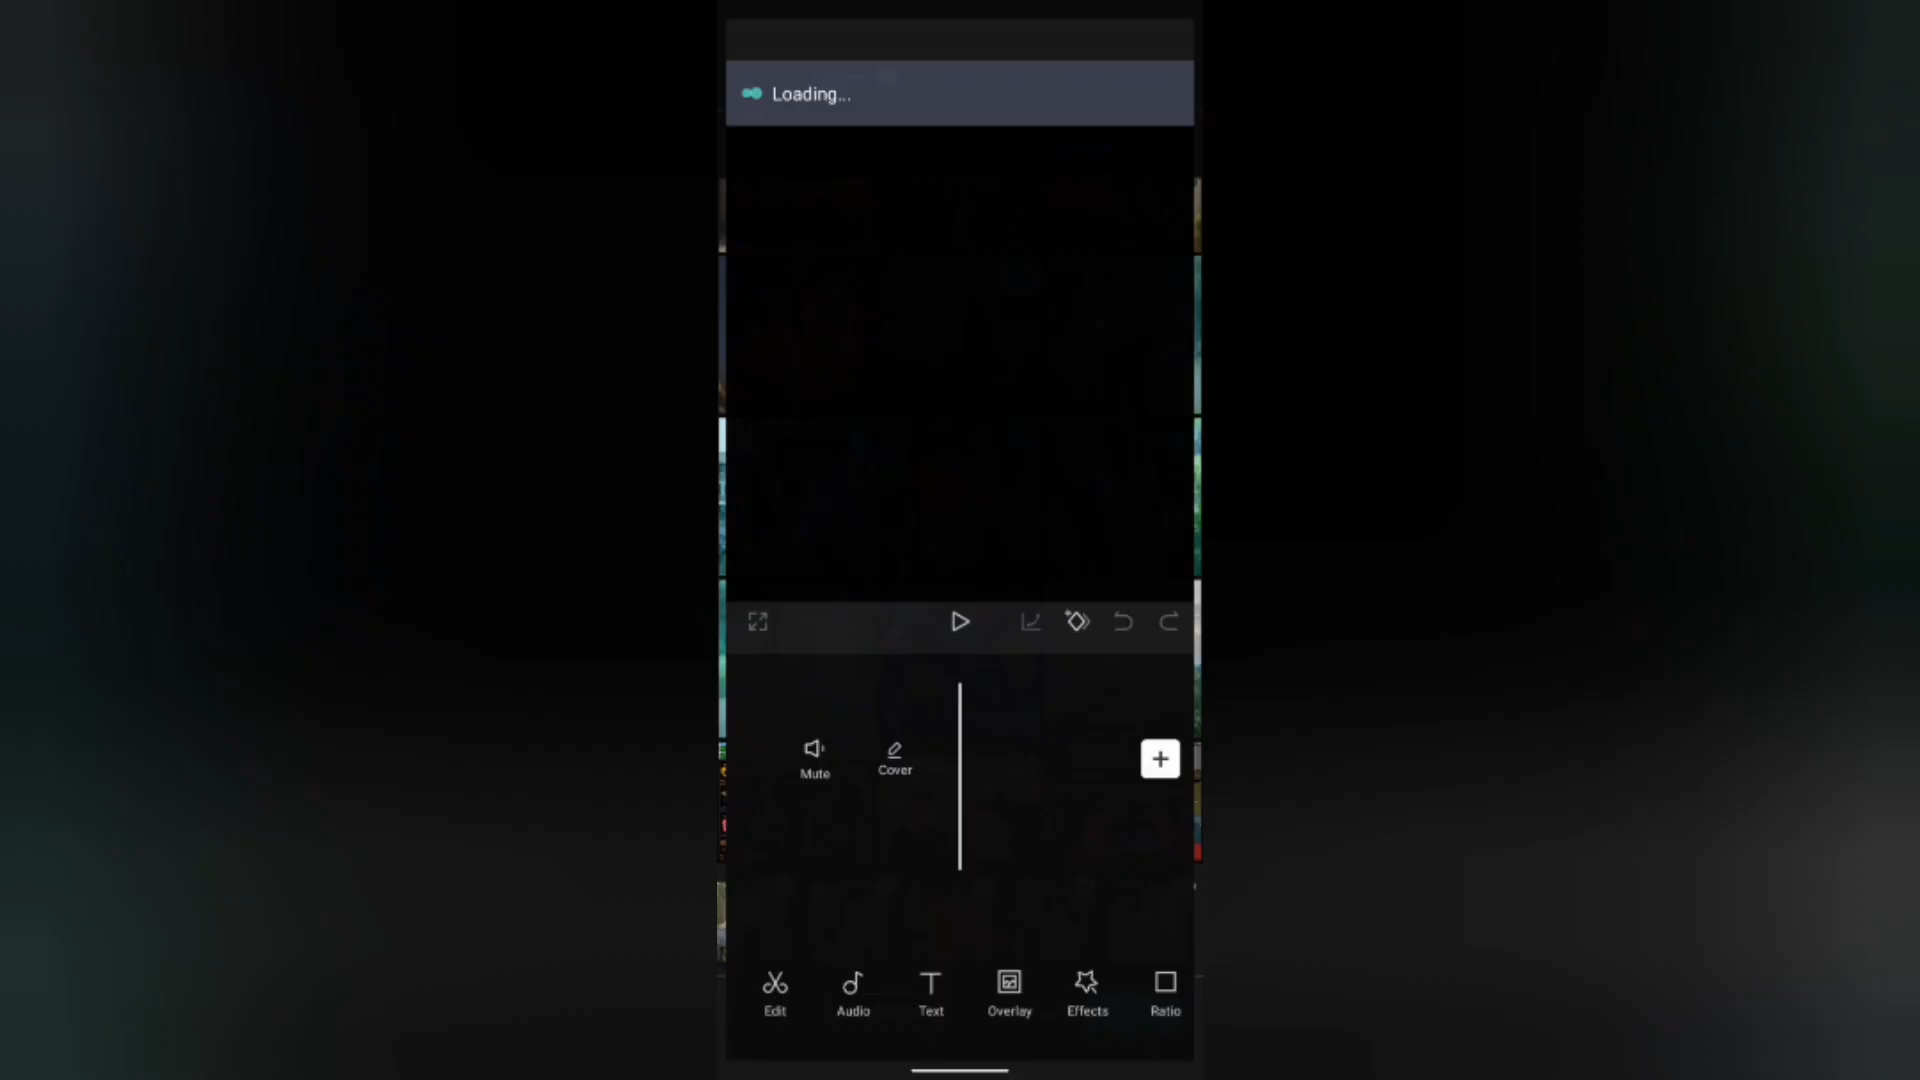 Loading...
Mute
Cover
Edit
Audio
Text
Overlay
Effects
Ratio